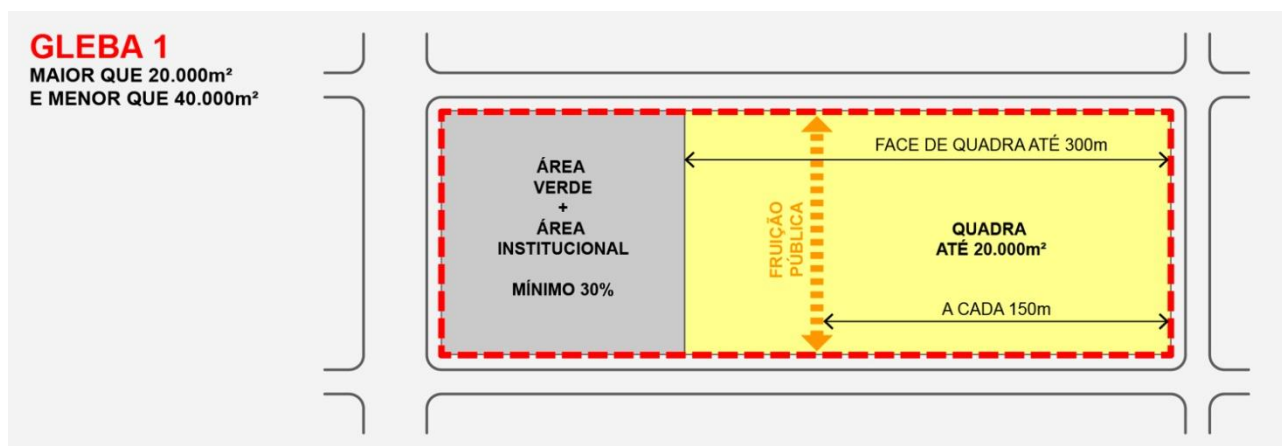 GLEBA 1
MAIOR QUE 20.000m²
E MENOR QUE 40.000m²
ÁREA
VERDE
+
ÁREA
INSTITUCIONAL
MÍNIMO 30%
FRUIÇÃO
PÚBLICA
FACE DE QUADRA ATÉ 300m
QUADRA
ATÉ 20.000m²
A CADA 150m